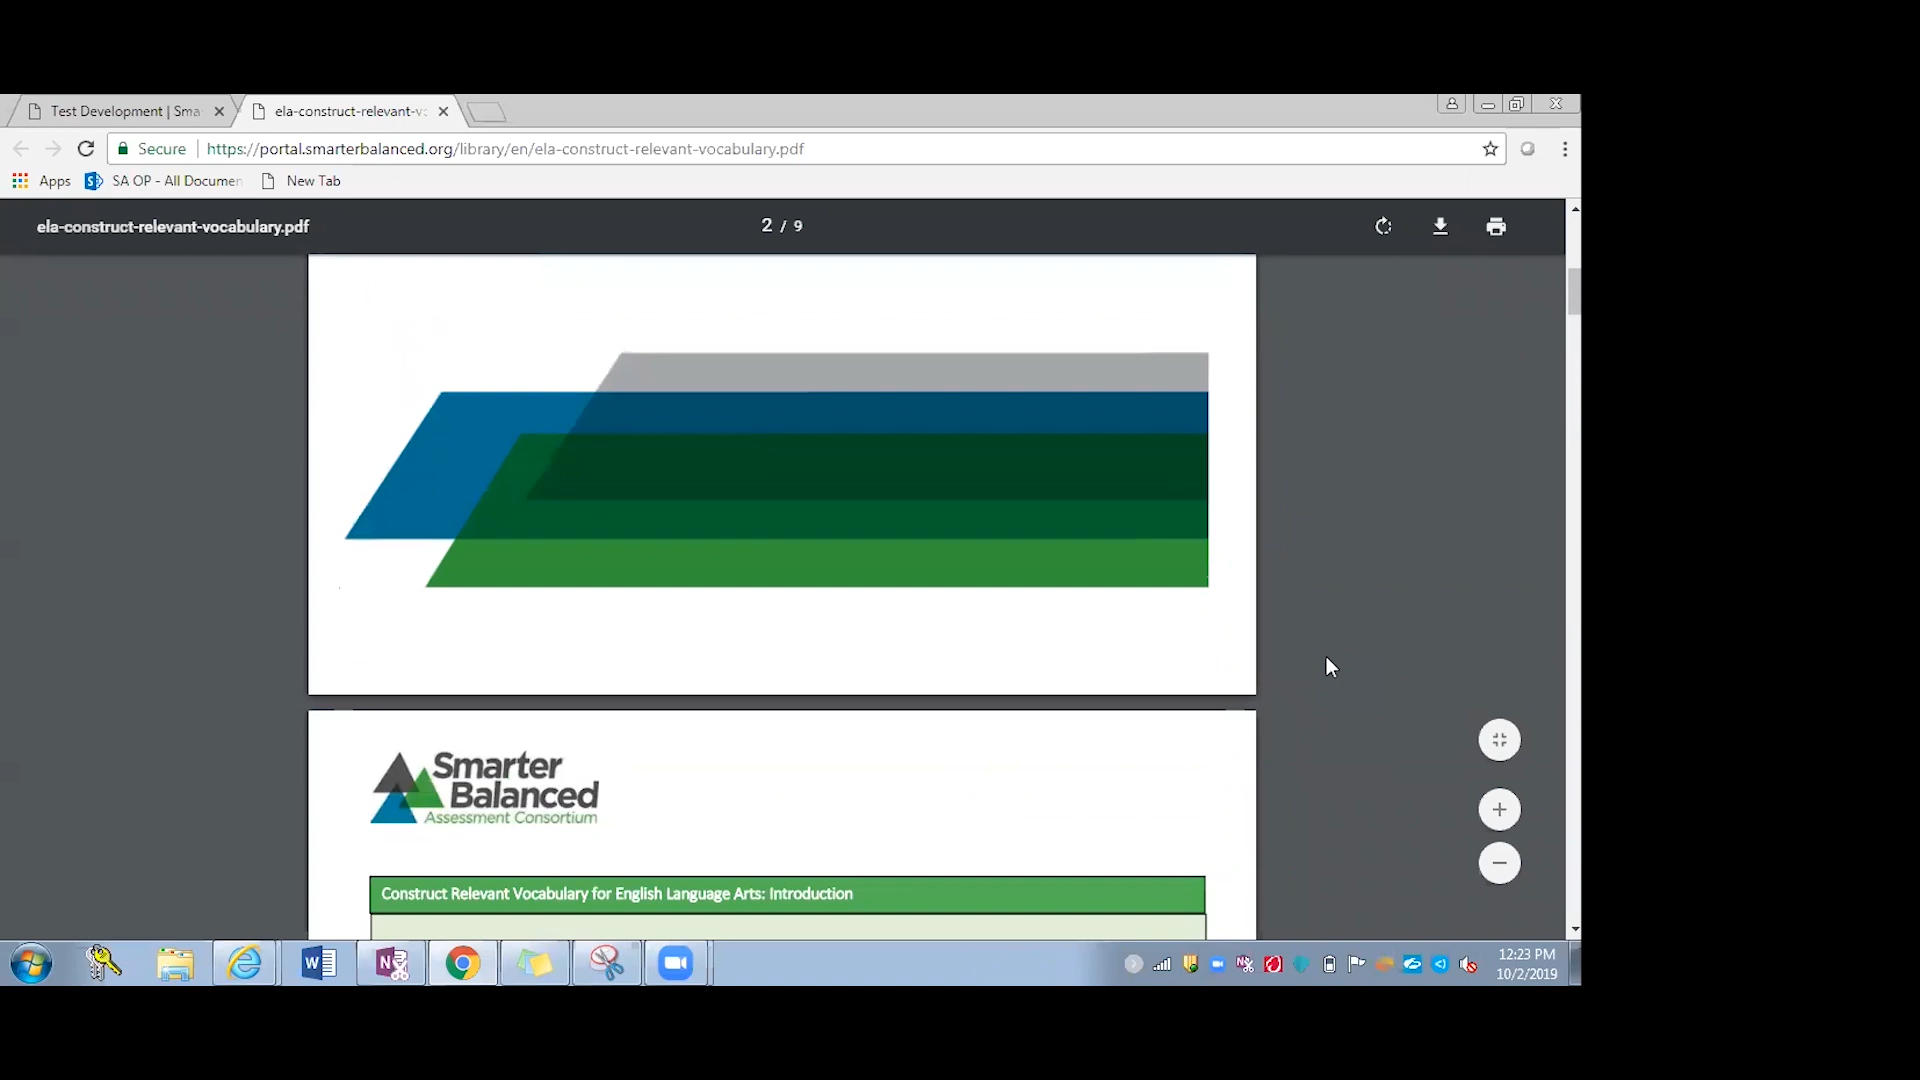 Test Development | Sma
ela-construct-relevant-vo
Secure
https://portal.smarterbalanced.org/library/en/ela-construct-relevant-vocabulary.pdf
Apps
SA OP - All Documen
New Tab
ela-construct-relevant-vocabulary.pdf
2 / 9
Smarter
Balanced
Assessment Consortium
Construct Relevant Vocabulary for English Language Arts: Introduction
12:23 PM
10/2/2019